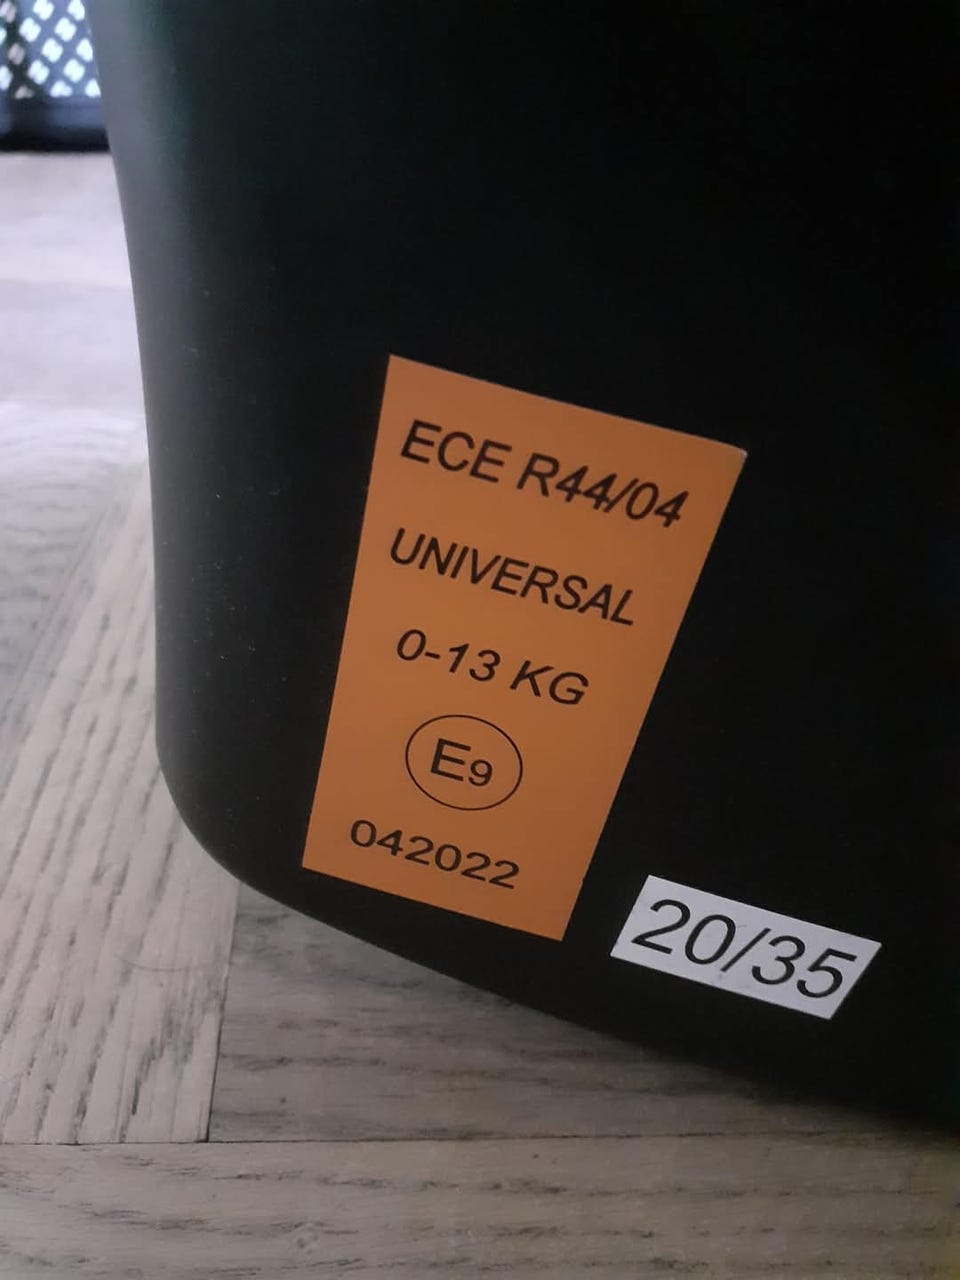 ECE R44/04
UNIVERSAL
0-13 KG
E9
042022
20/35